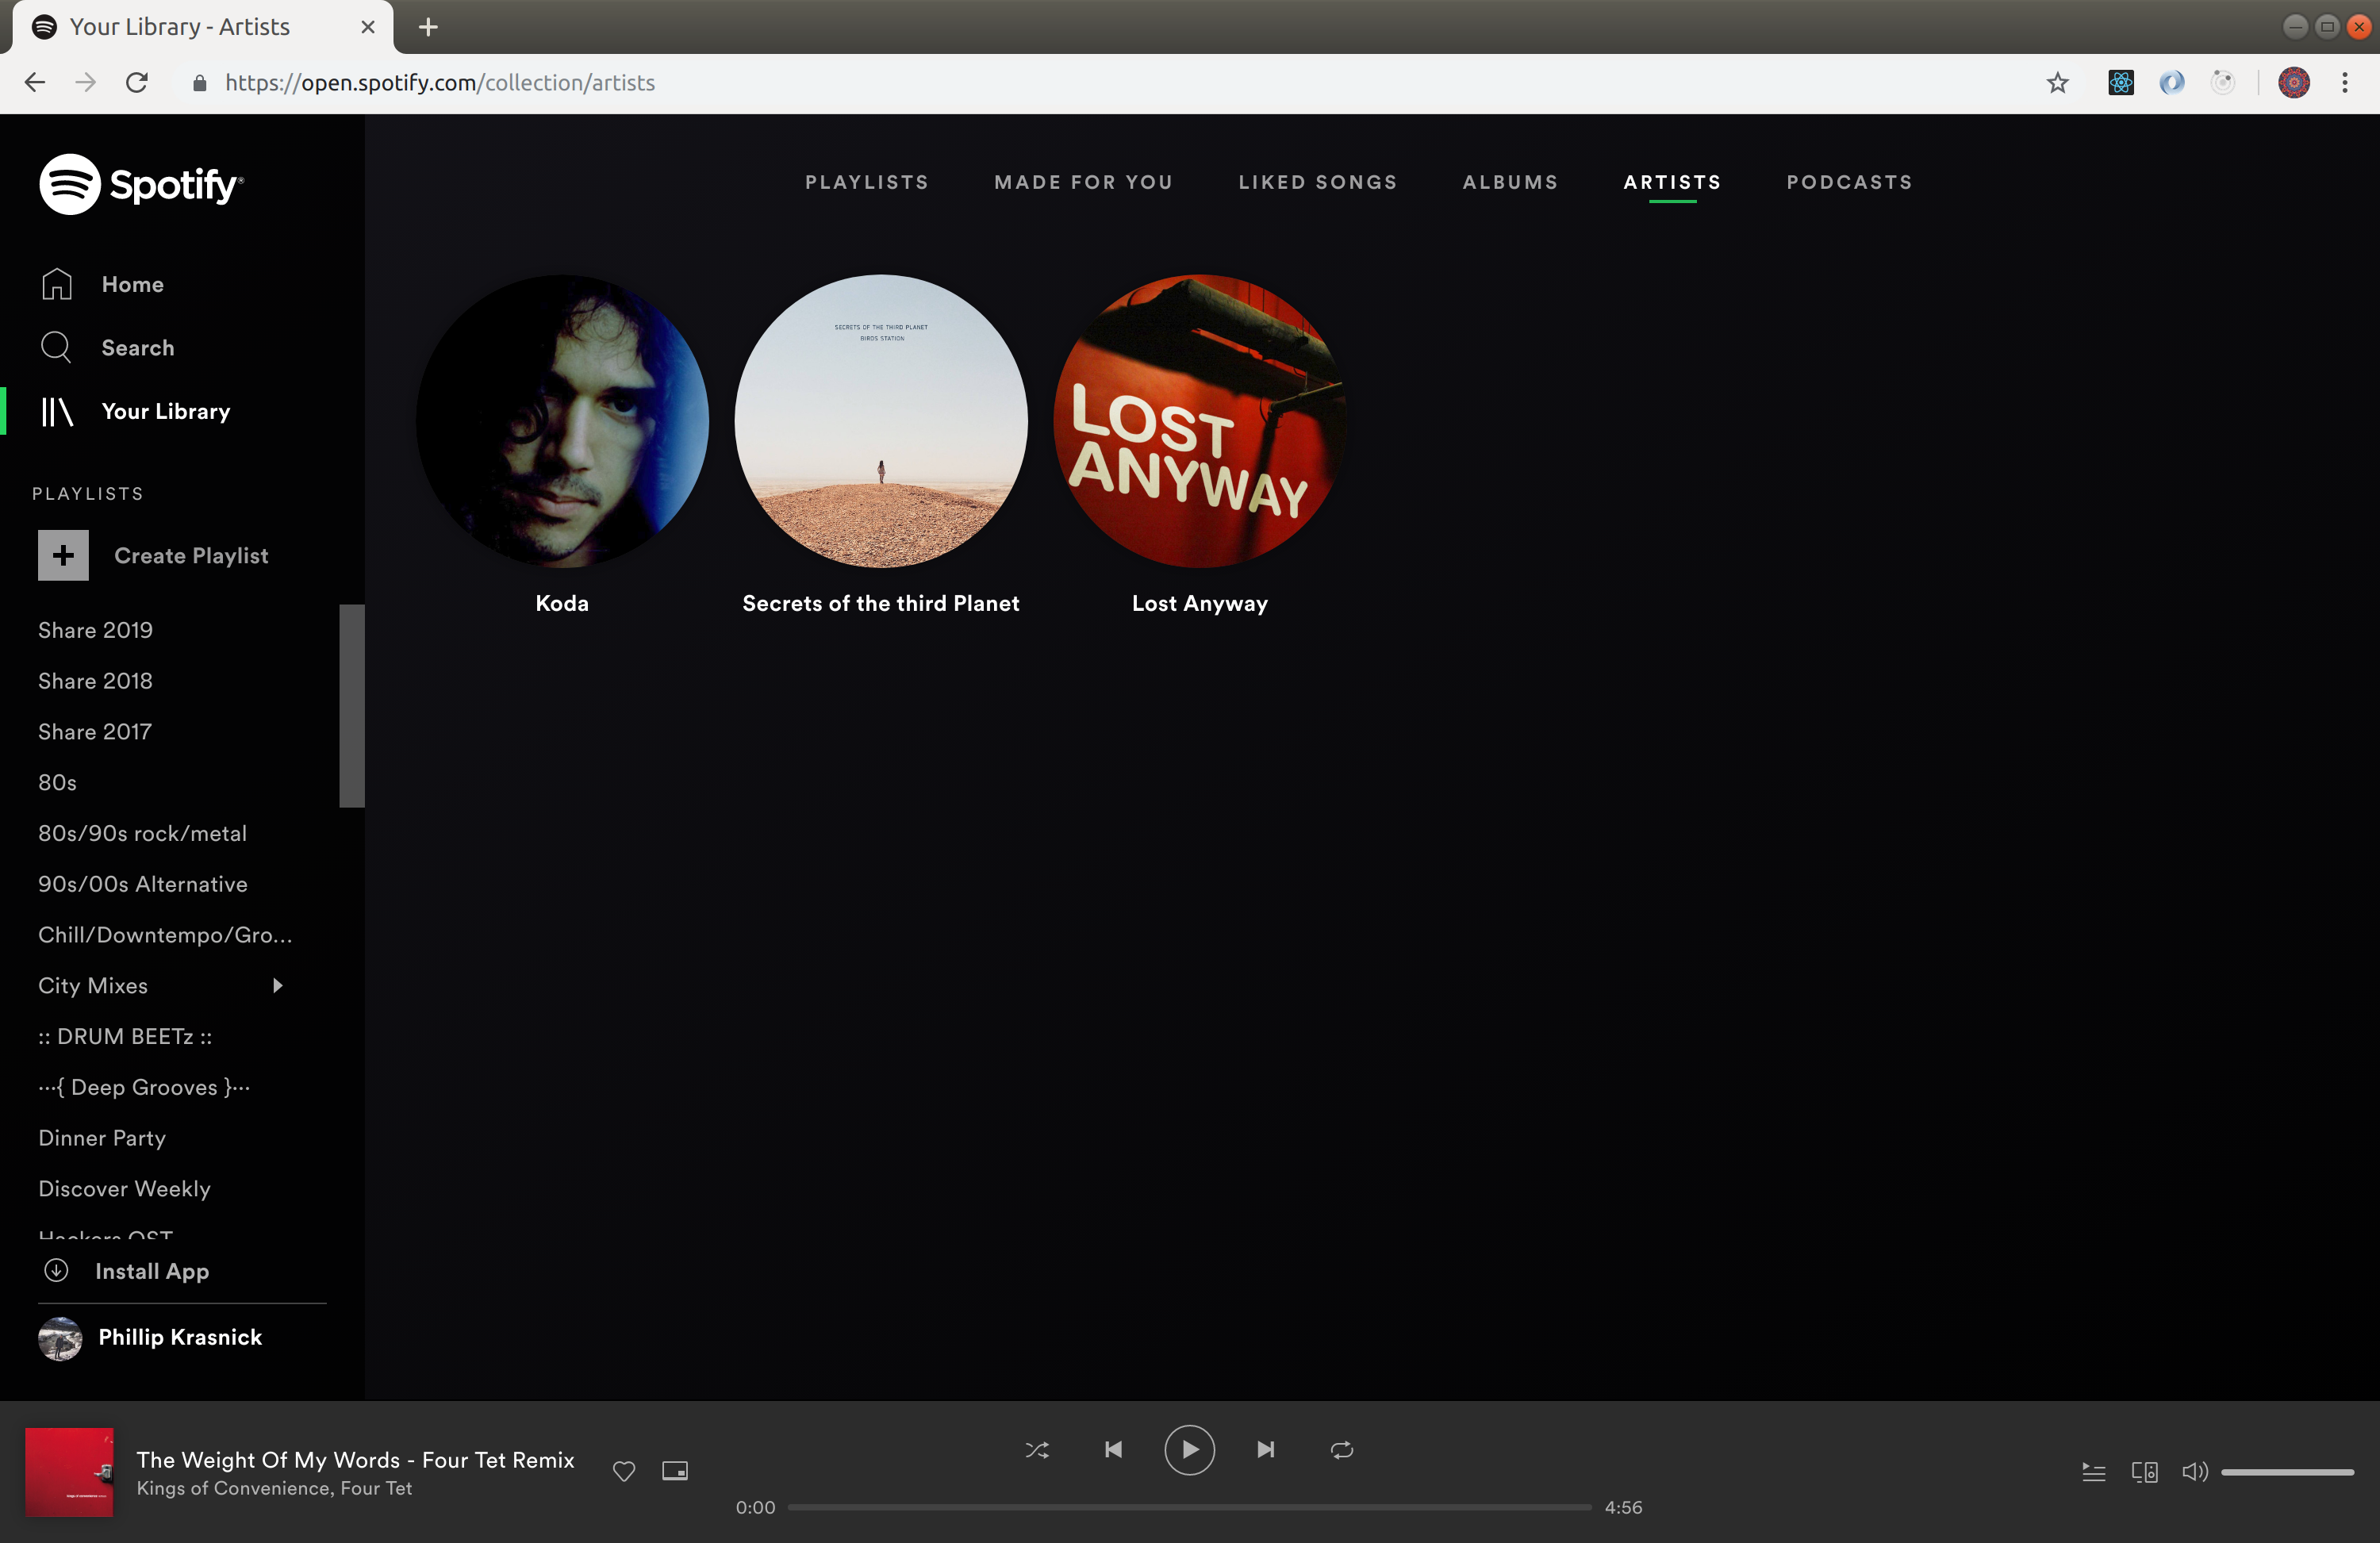 Your Library - Artists
https://open.spotify.com/collection/artists
Spotify®
Home
Search
Your Library
PLAYLISTS
Create Playlist
Share 2019
Share 2018
Share 2017
80s
80s/90s rock/metal
90s/00s Alternative
Chill/Downtempo/Gro...
City Mixes
:: DRUM BEETz ::
···{ Deep Grooves }···
Dinner Party
Discover Weekly
Hackers OST
Install App
Phillip Krasnick
PLAYLISTS MADE FOR YOU LIKED SONGS ALBUMS ARTISTS PODCASTS
SECRETS OF THE THIRD PLANET
BIRDS STATION
LOST
ANYWAY
Koda
Secrets of the third Planet
Lost Anyway
The Weight Of My Words - Four Tet Remix
Kings of Convenience, Four Tet
0:00
4:56